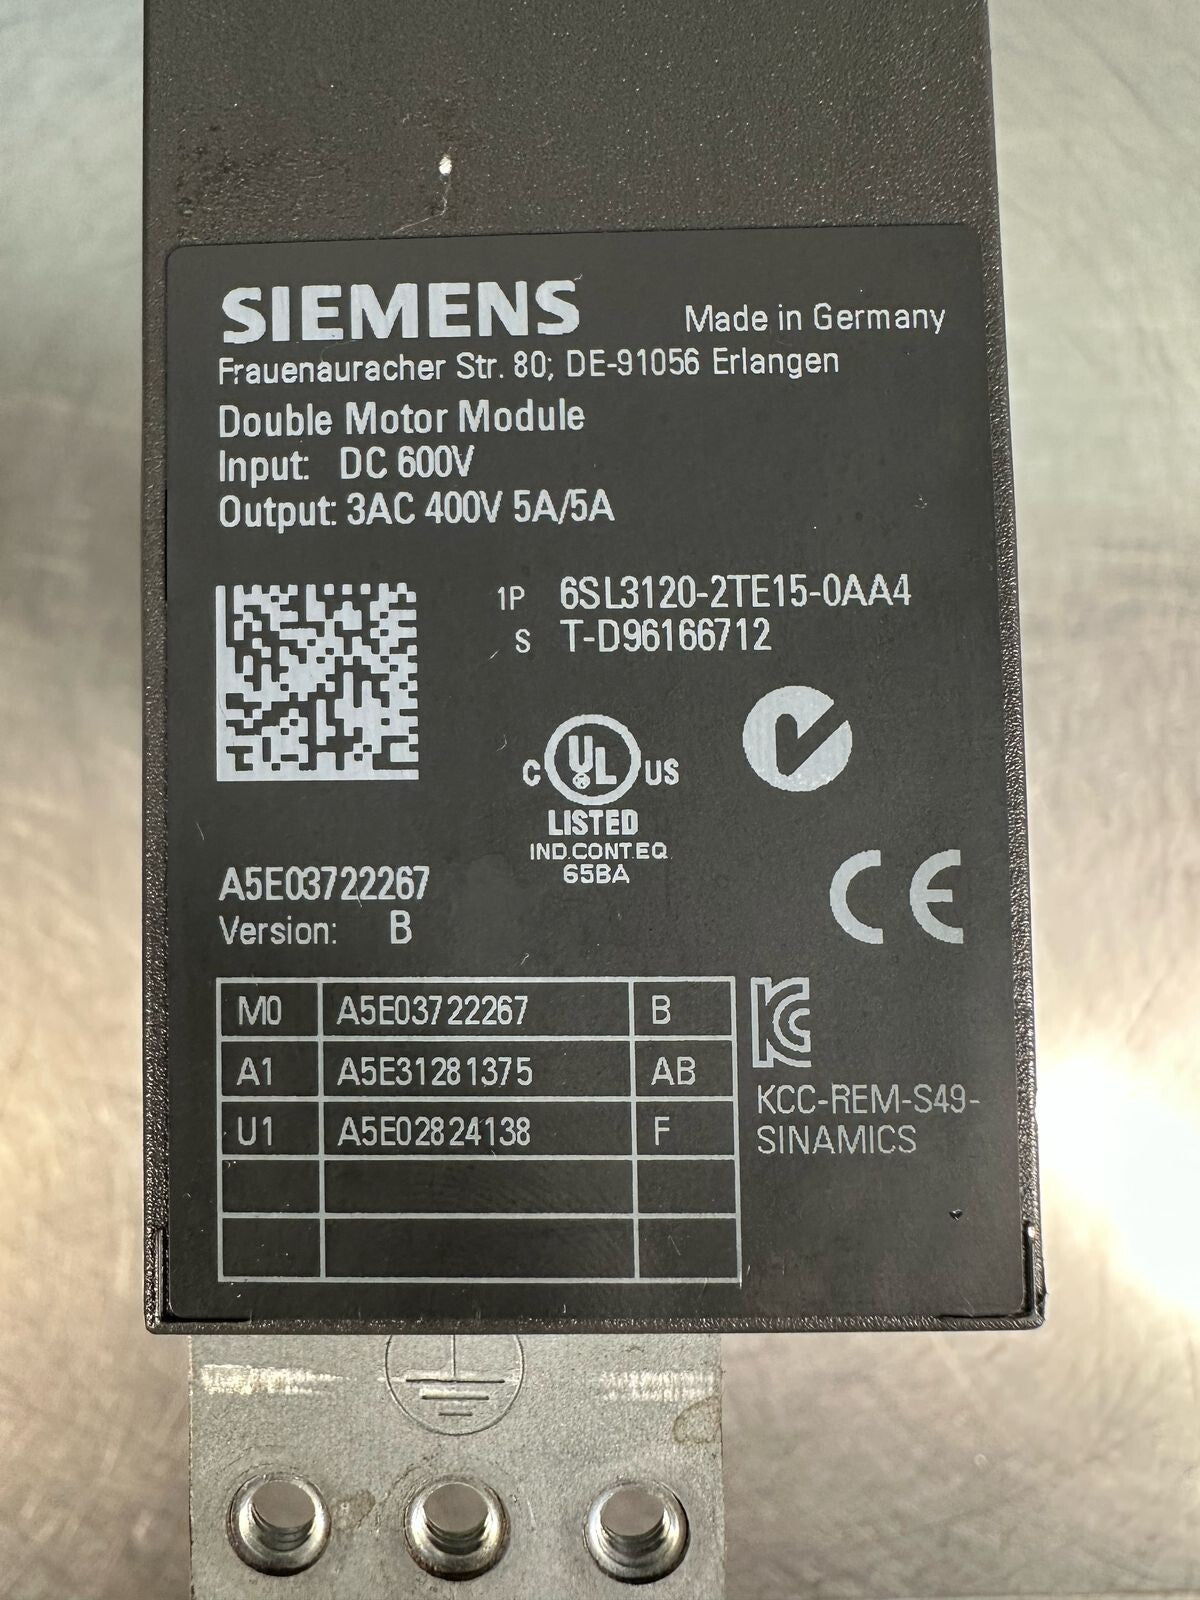 SIEMENS
Made in Germany
Frauenauracher Str. 80; DE-91056 Erlangen
Double Motor Module
Input: DC 600V
Output: 3AC 400V 5A/5A
1P 6SL3120-2TE15-0AA4
S T-D96166712
C UL US
LISTED
IND.CONT.EQ
65BA
A5E03722267
Version: B
CE
M0 A5E03722267 B
A1 A5E31281375 AB
U1 A5E02824138 F
KCC-REM-S49-
SINAMICS